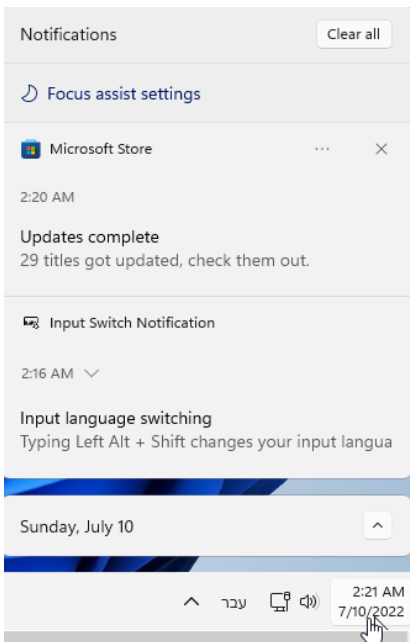 Notifications Clear all
Focus assist settings
Microsoft Store
2:20 AM
Updates complete
29 titles got updated, check them out.
Input Switch Notification
2:16 AM
Input language switching
Typing Left Alt + Shift changes your input langua
Sunday, July 10
עבר 2:21 AM
7/10/2022